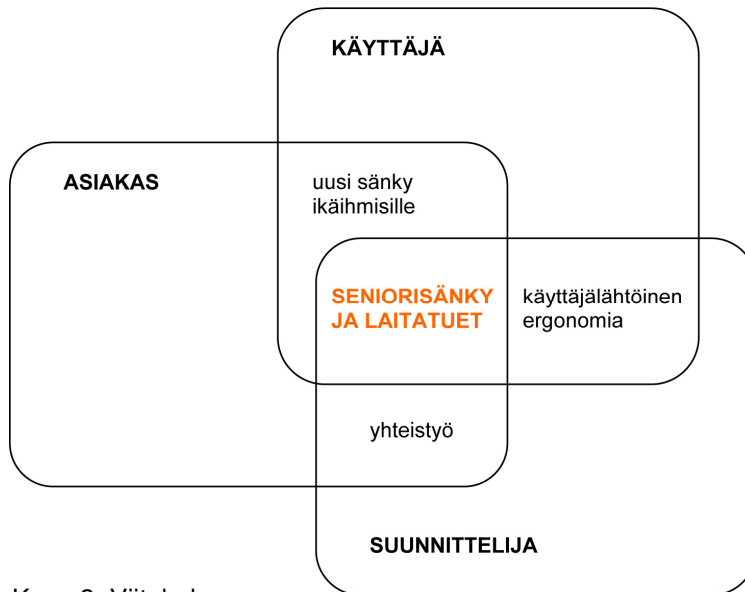 KÄYTTÄJÄ
ASIAKAS
uusi sänky
ikäihmisille
SENIORISÄNKY
JA LAITATUET
käyttäjälähtöinen
ergonomia
yhteistyö
SUUNNITTELIJA